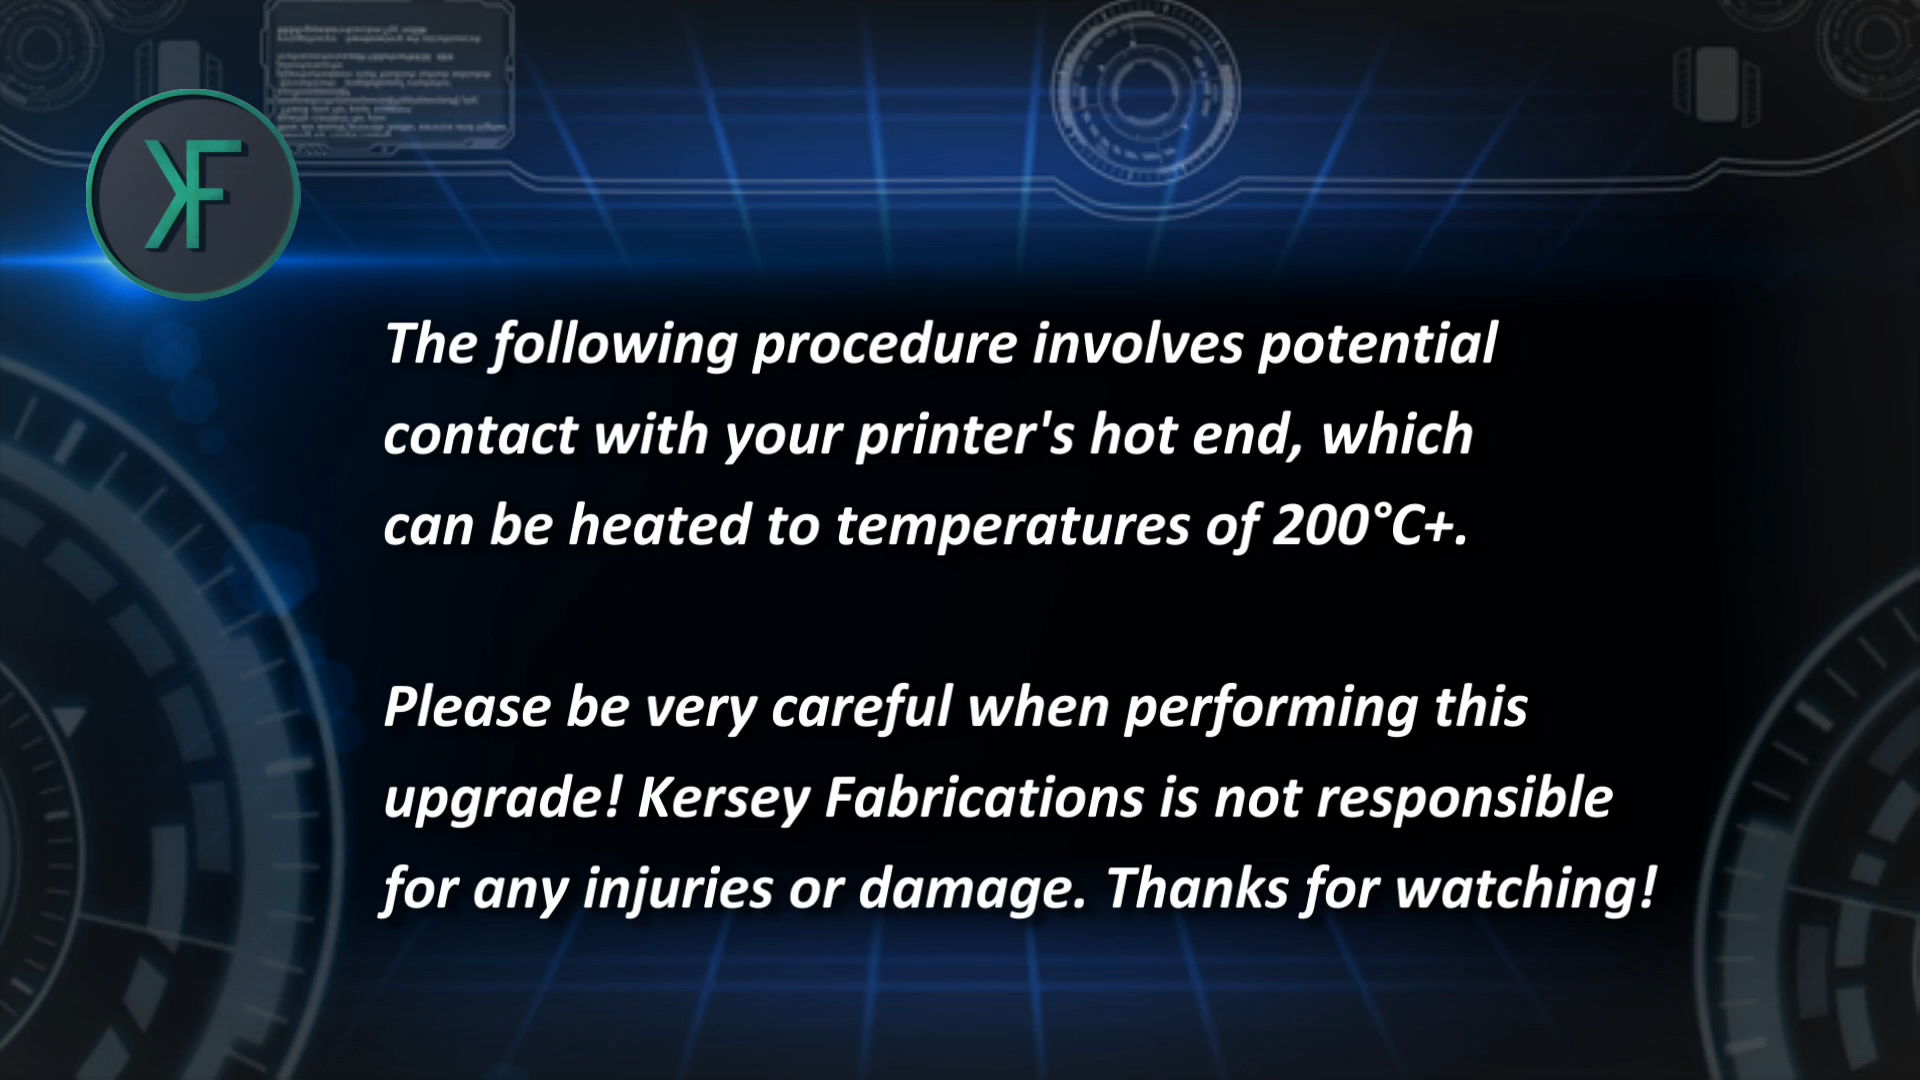 KF
The following procedure involves potential
contact with your printer's hot end, which
can be heated to temperatures of 200°C+.
Please be very careful when performing this
upgrade! Kersey Fabrications is not responsible
for any injuries or damage. Thanks for watching!